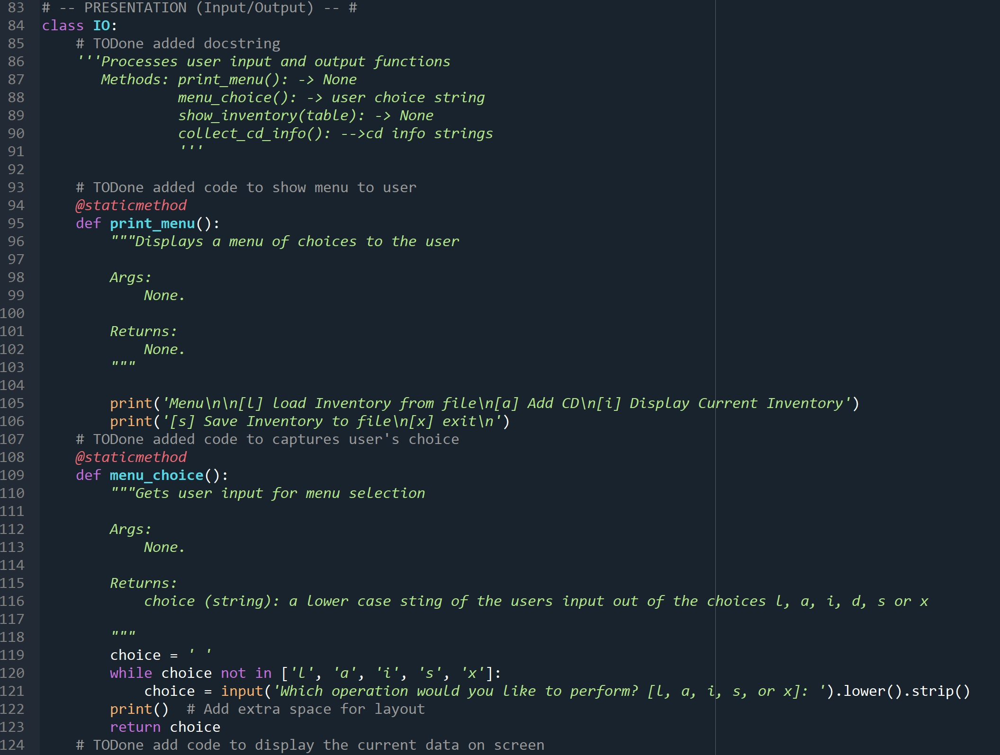 83 # -- PRESENTATION (Input/Output) -- #
84 class IO:
85     # TODone added docstring
86     '''Processes user input and output functions
87        Methods: print_menu(): -> None
88                 menu_choice(): -> user choice string
89                 show_inventory(table): -> None
90                 collect_cd_info(): -->cd info strings
91                 '''
92
93     # TODone added code to show menu to user
94     @staticmethod
95     def print_menu():
96         """Displays a menu of choices to the user
97
98         Args:
99             None.
100
101         Returns:
102             None.
103         """
104
105         print('Menu\n\n[l] load Inventory from file\n[a] Add CD\n[i] Display Current Inventory')
106         print('[s] Save Inventory to file\n[x] exit\n')
107     # TODone added code to captures user's choice
108     @staticmethod
109     def menu_choice():
110         """Gets user input for menu selection
111
112         Args:
113             None.
114
115         Returns:
116             choice (string): a lower case sting of the users input out of the choices l, a, i, d, s or x
117
118         """
119         choice = ' '
120         while choice not in ['l', 'a', 'i', 's', 'x']:
121             choice = input('Which operation would you like to perform? [l, a, i, s, or x]: ').lower().strip()
122         print()  # Add extra space for layout
123         return choice
124     # TODone add code to display the current data on screen